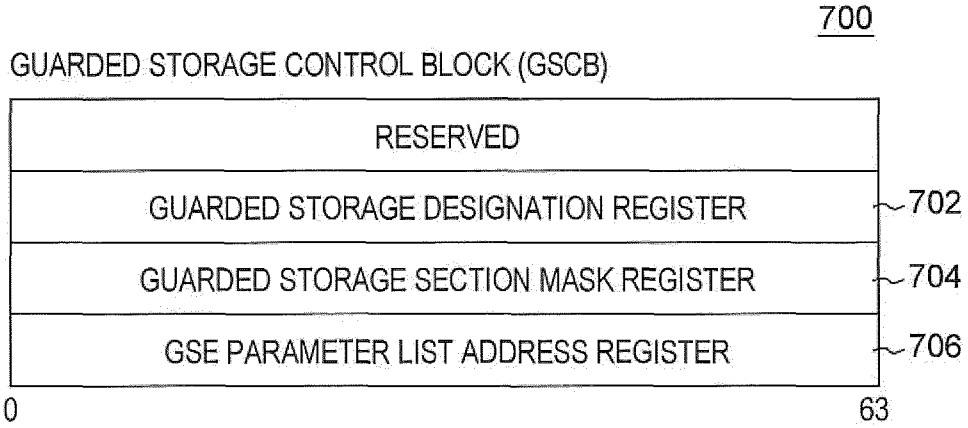 700
GUARDED STORAGE CONTROL BLOCK (GSCB)
RESERVED
GUARDED STORAGE DESIGNATION REGISTER 702
GUARDED STORAGE SECTION MASK REGISTER 704
GSE PARAMETER LIST ADDRESS REGISTER 706
0 63